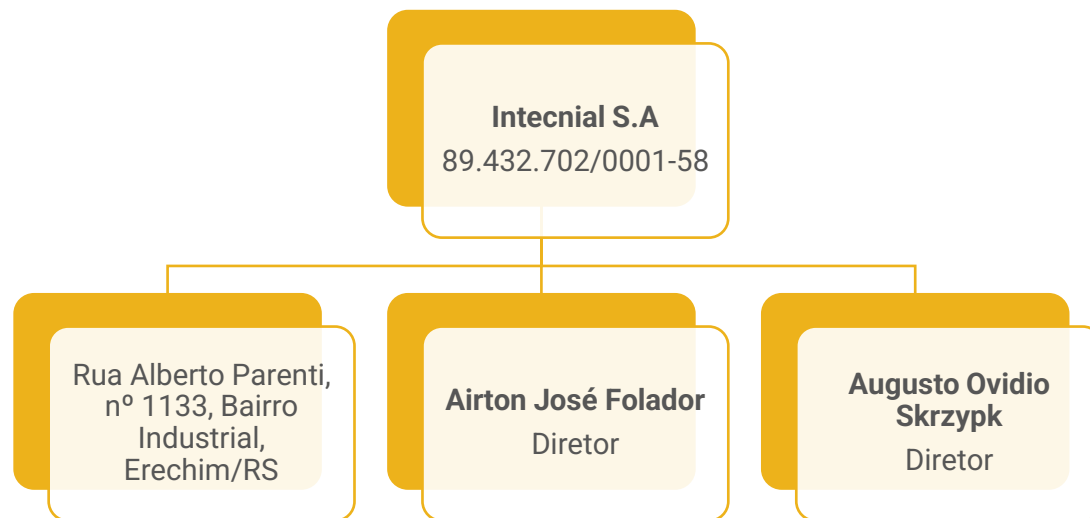 Intecnial S.A
89.432.702/0001-58
Rua Alberto Parenti,
nº 1133, Bairro
Industrial,
Erechim/RS
Airton José Folador
Diretor
Augusto Ovidio
Skrzypk
Diretor